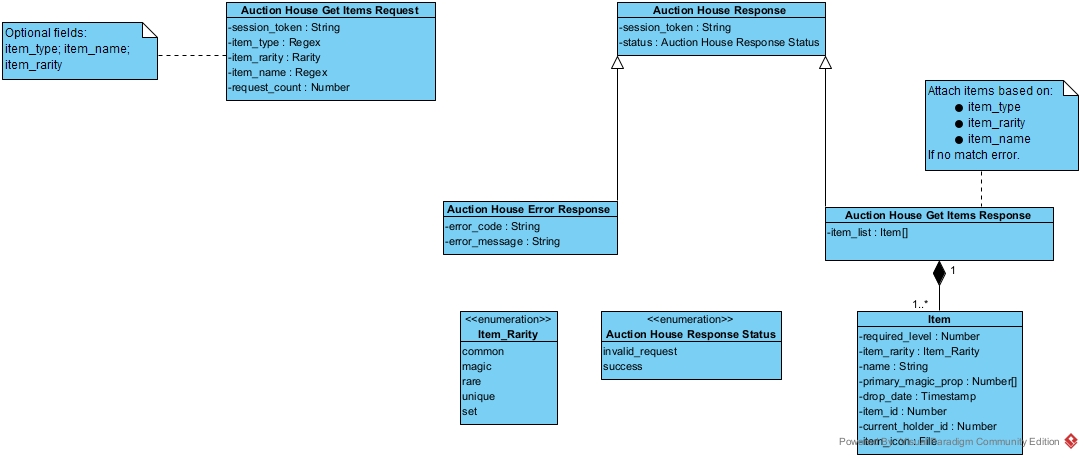 Optional fields:
item_type; item_name;
item_rarity
Auction House Get Items Request
-session_token : String
-item_type : Regex
-item_rarity : Rarity
-item_name : Regex
-request_count : Number
Auction House Response
-session_token : String
-status : Auction House Response Status
Attach items based on:
● item_type
● item_rarity
● item_name
If no match error.
Auction House Error Response
-error_code : String
-error_message : String
Auction House Get Items Response
-item_list : Item[]
1
1..*
<<enumeration>>
Item_Rarity
common
magic
rare
unique
set
<<enumeration>>
Auction House Response Status
invalid_request
success
Item
-required_level : Number
-item_rarity : Item_Rarity
-name : String
-primary_magic_prop : Number[]
-drop_date : Timestamp
-item_id : Number
-current_holder_id : Number
-item_icon : File
Powered By Visual Paradigm Community Edition